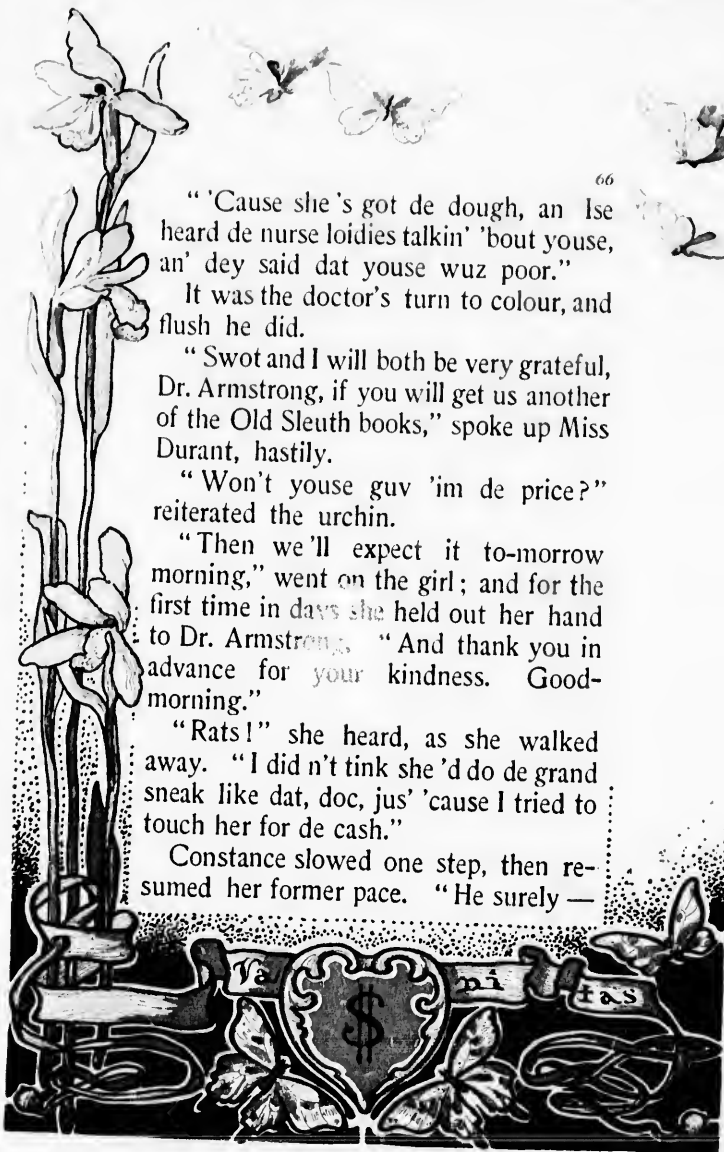 66
" 'Cause she 's got de dough, an Ise
heard de nurse loidies talkin' 'bout youse,
an' dey said dat youse wuz poor."
It was the doctor's turn to colour, and
flush he did.
" Swot and I will both be very grateful,
Dr. Armstrong, if you will get us another
of the Old Sleuth books," spoke up Miss
Durant, hastily.
" Won't youse guv 'im de price?"
reiterated the urchin.
" Then we 'll expect it to-morrow
morning," went on the girl ; and for the
first time in days she held out her hand
to Dr. Armstrong. " And thank you in
advance for your kindness. Good-
morning."
" Rats ! " she heard, as she walked
away. " I did n't tink she 'd do de grand
sneak like dat, doc, jus' 'cause I tried to
touch her for de cash."
Constance slowed one step, then re-
sumed her former pace. " He surely —
Va $ ni tas